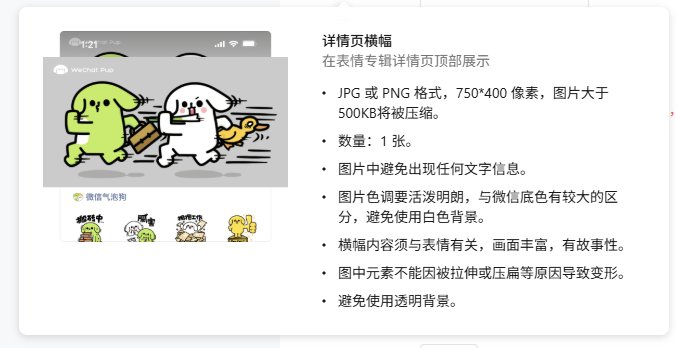 详情页横幅
在表情专辑详情页顶部展示
• JPG 或 PNG 格式，750*400 像素，图片大于
500KB将被压缩。
• 数量：1 张。
• 图片中避免出现任何文字信息。
• 图片色调要活泼明朗，与微信底色有较大的区
分，避免使用白色背景。
• 横幅内容须与表情有关，画面丰富，有故事性。
• 图中元素不能因被拉伸或压扁等原因导致变形。
• 避免使用透明背景。
1:21
WeChat Pup
微信气泡狗
搬砖中
厉害